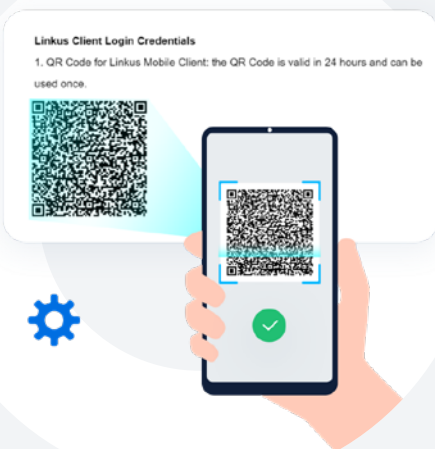 Linkus Client Login Credentials
1. QR Code for Linkus Mobile Client: the QR Code is valid in 24 hours and can be
used once.